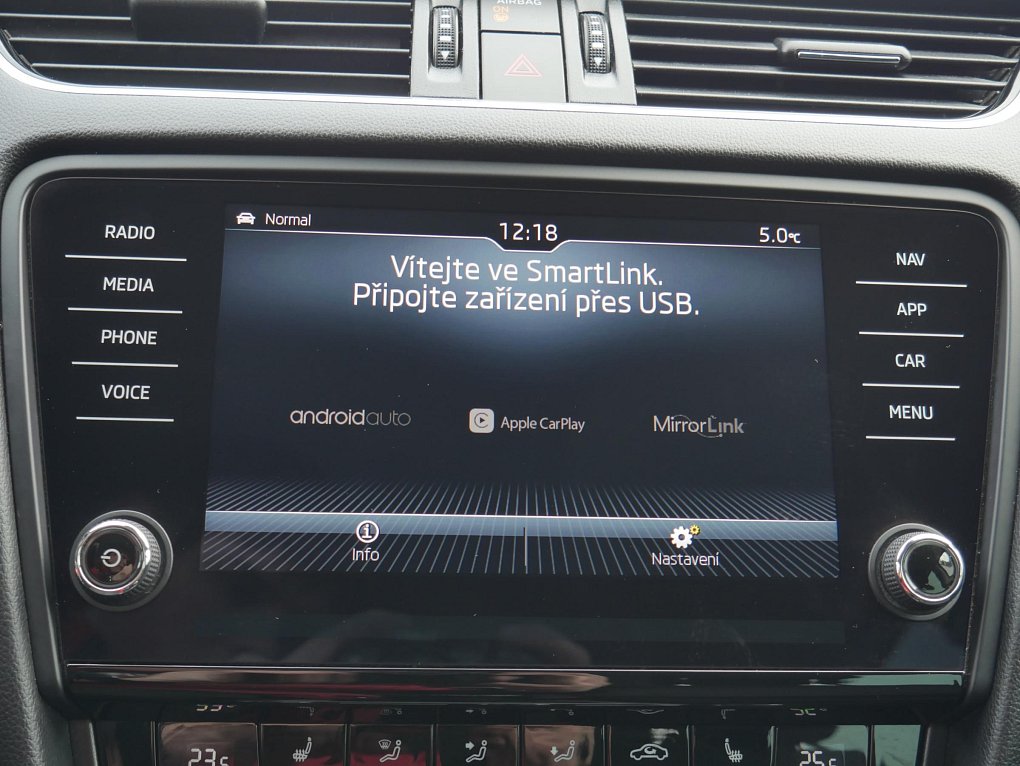 AIRBAG
ON
Normal
12:18
5.0°C
Vítejte ve SmartLink.
Připojte zařízení přes USB.
RADIO
MEDIA
PHONE
VOICE
NAV
APP
CAR
MENU
androidauto
Apple CarPlay
MirrorLink
Info
Nastavení